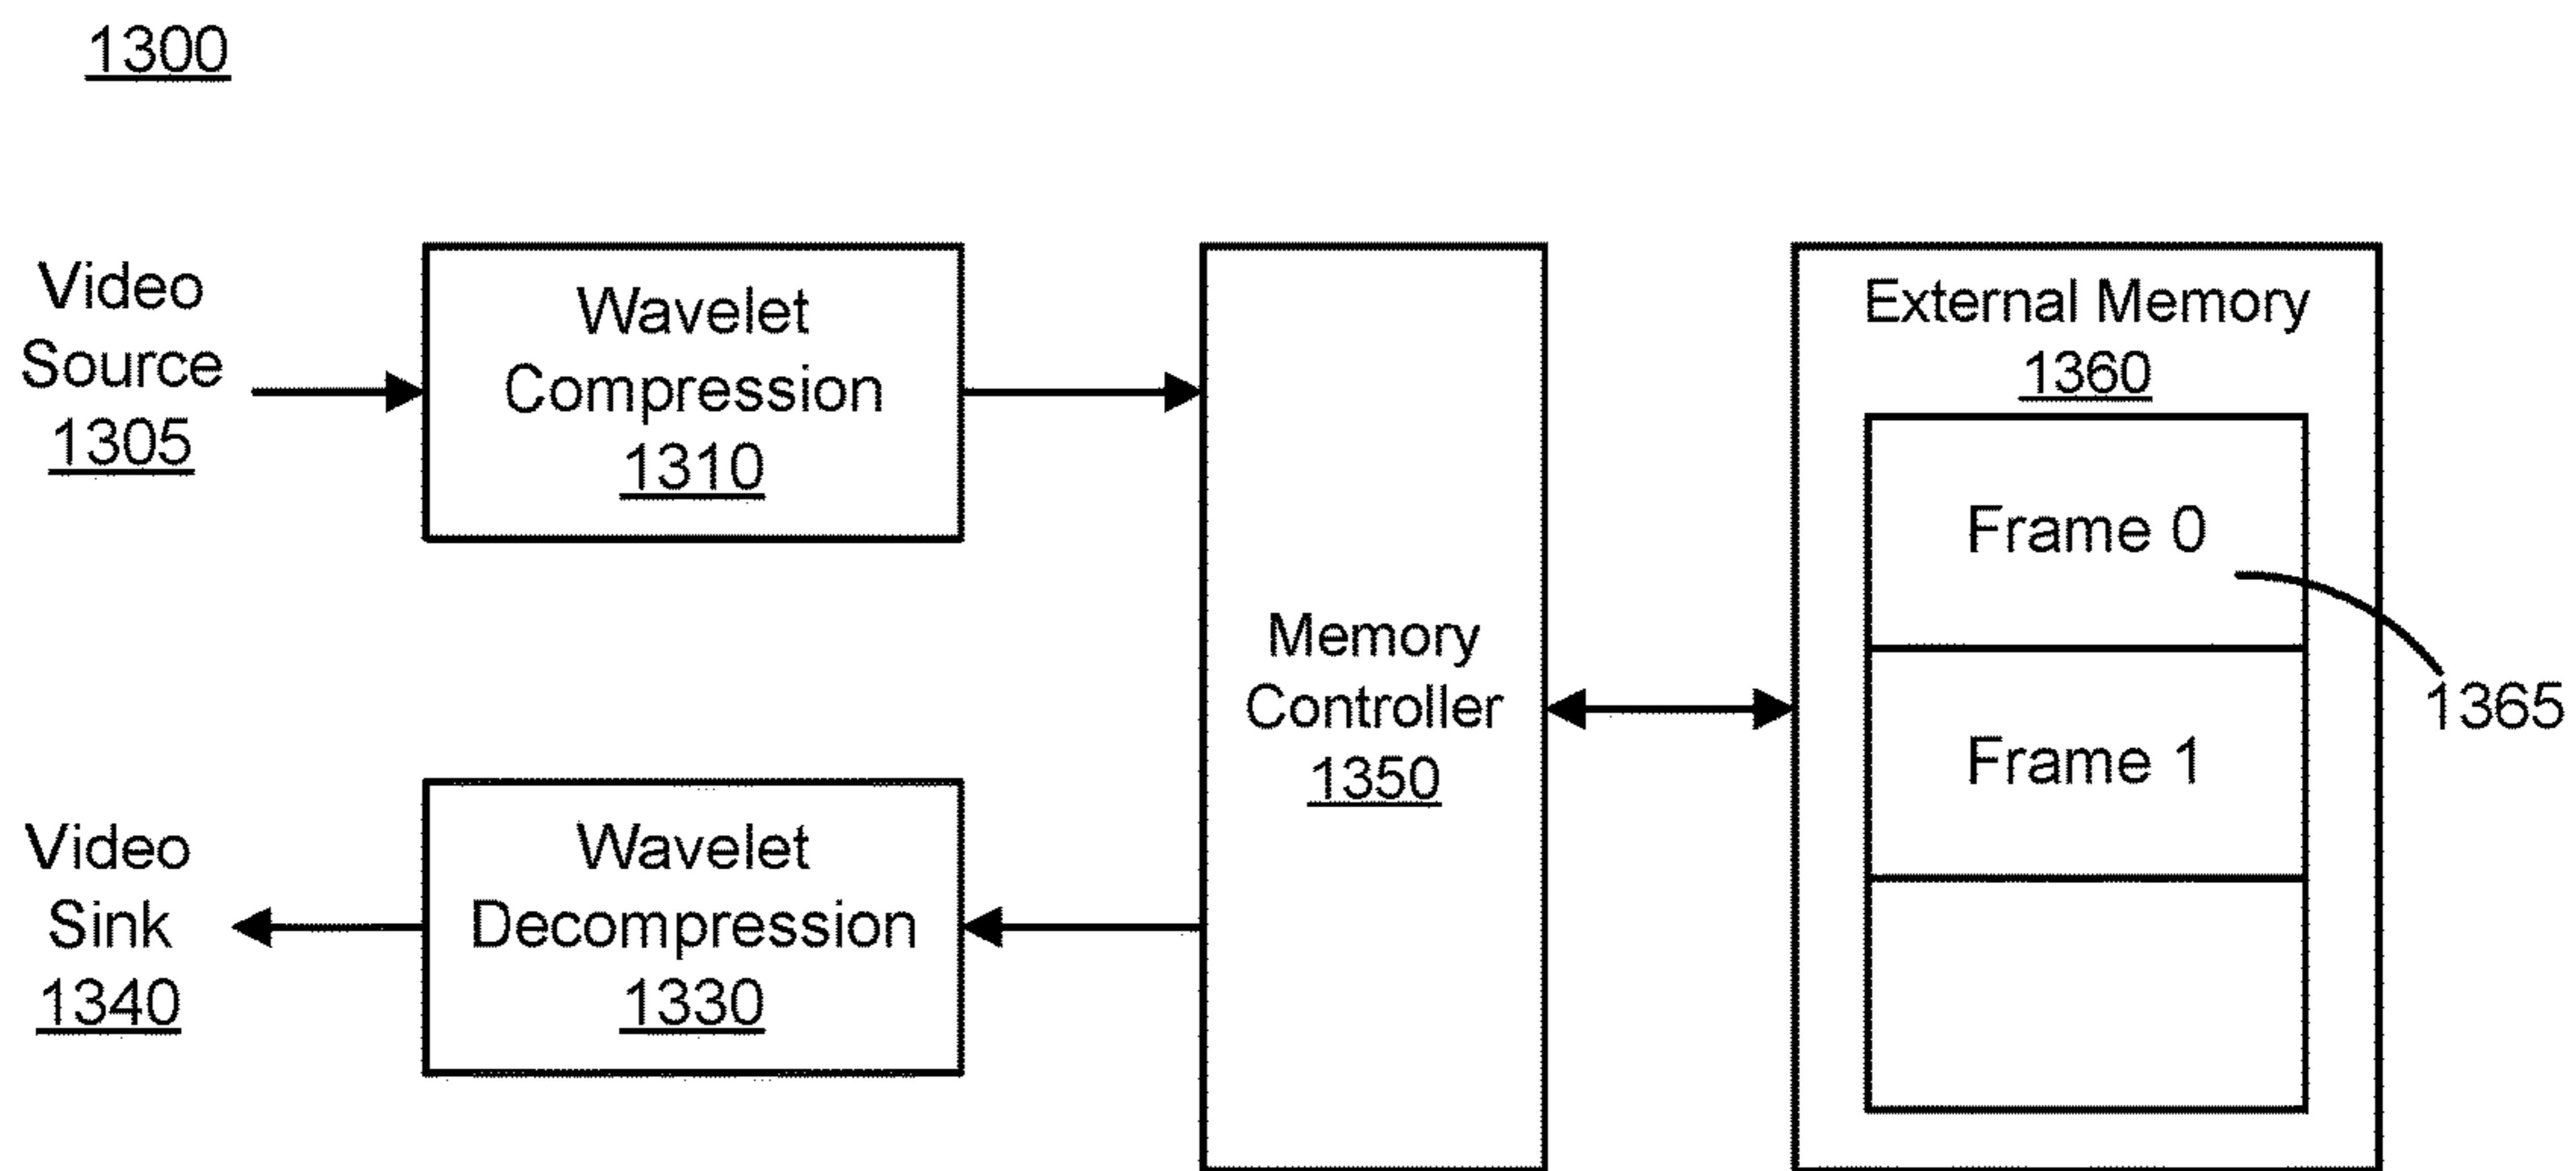 1300
Video
Source
1305
Wavelet
Compression
1310
Video
Sink
1340
Wavelet
Decompression
1330
Memory
Controller
1350
External Memory
1360
Frame 0
Frame 1
1365